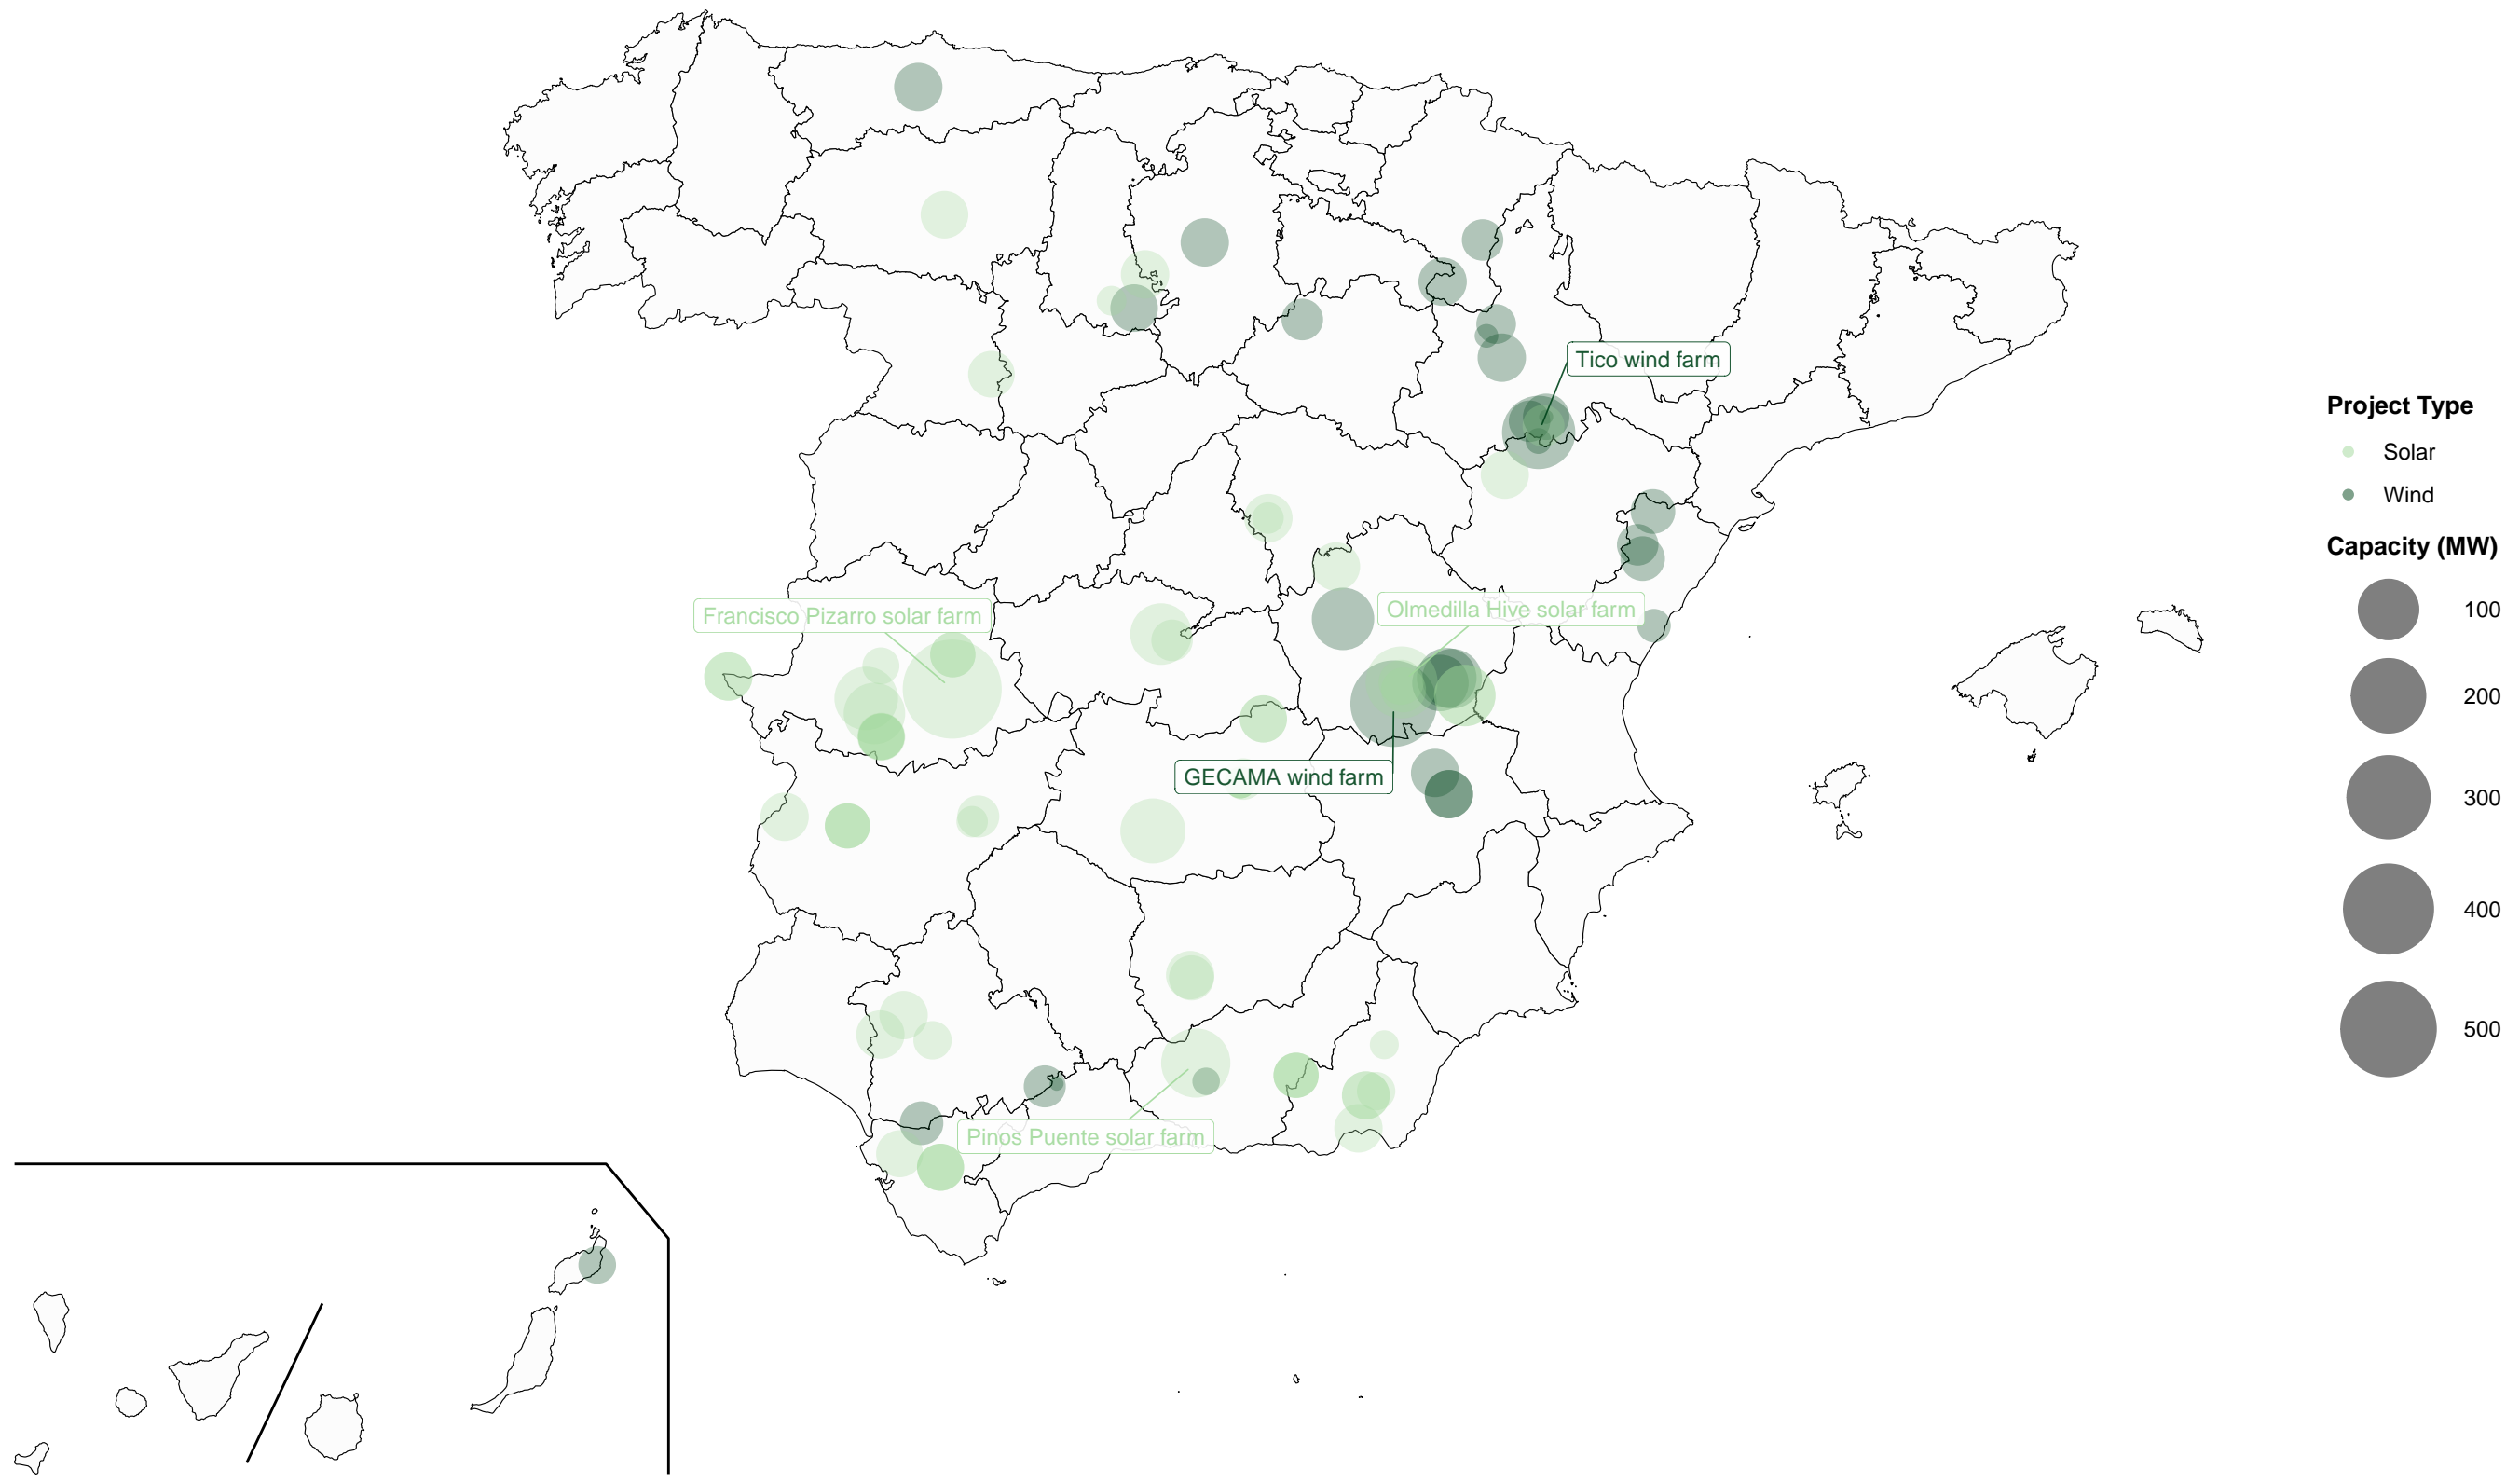 Tico wind farm
Francisco Pizarro solar farm
Olmedilla Hive solar farm
GECAMA wind farm
Pinos Puente solar farm
Project Type
Solar
Wind
Capacity (MW)
100
200
300
400
500